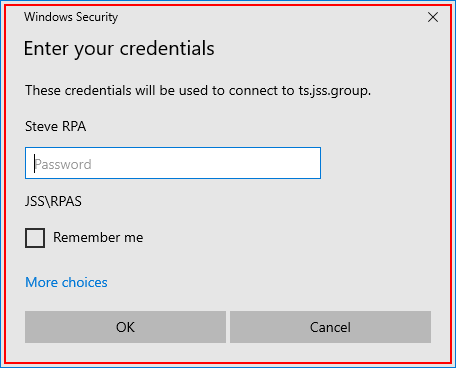 Windows Security
Enter your credentials
These credentials will be used to connect to ts.jss.group.
Steve RPA
Password
JSS\RPAS
Remember me
More choices
OK
Cancel